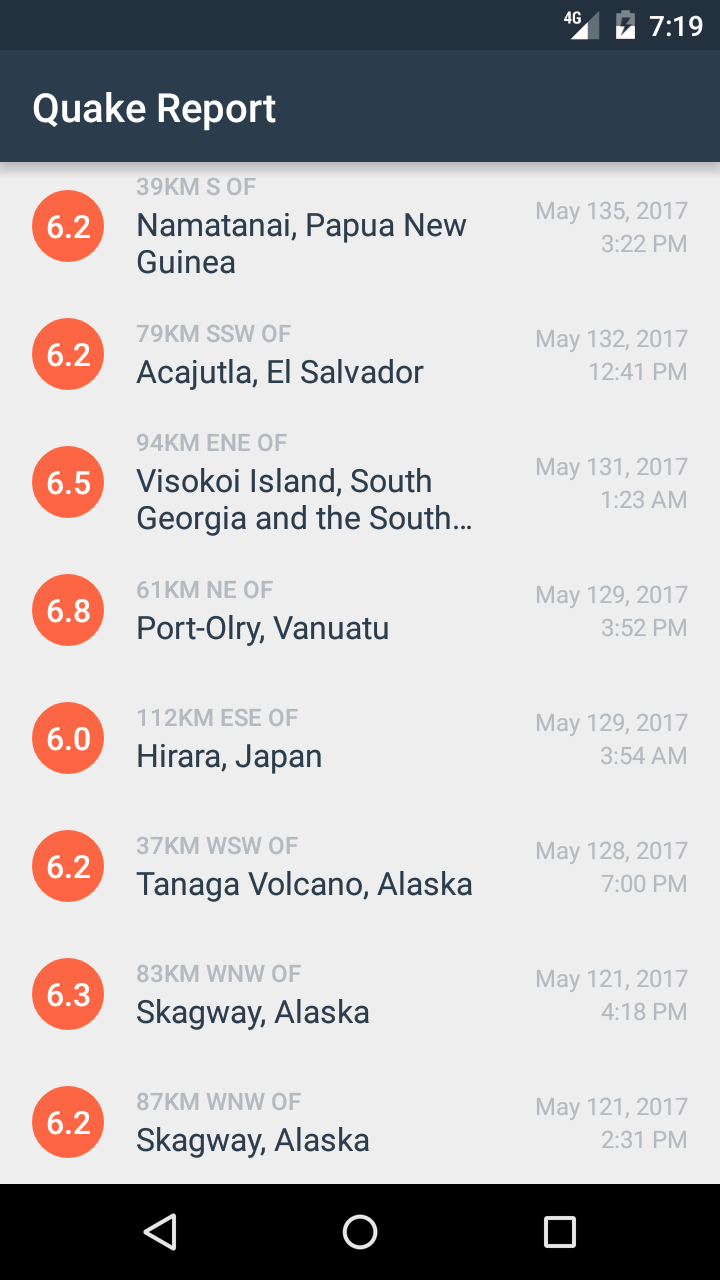 4G 7:19
Quake Report
6.2
39KM S OF
Namatanai, Papua New
Guinea
May 135, 2017
3:22 PM
6.2
79KM SSW OF
Acajutla, El Salvador
May 132, 2017
12:41 PM
6.5
94KM ENE OF
Visokoi Island, South
Georgia and the South…
May 131, 2017
1:23 AM
6.8
61KM NE OF
Port-Olry, Vanuatu
May 129, 2017
3:52 PM
6.0
112KM ESE OF
Hirara, Japan
May 129, 2017
3:54 AM
6.2
37KM WSW OF
Tanaga Volcano, Alaska
May 128, 2017
7:00 PM
6.3
83KM WNW OF
Skagway, Alaska
May 121, 2017
4:18 PM
6.2
87KM WNW OF
Skagway, Alaska
May 121, 2017
2:31 PM